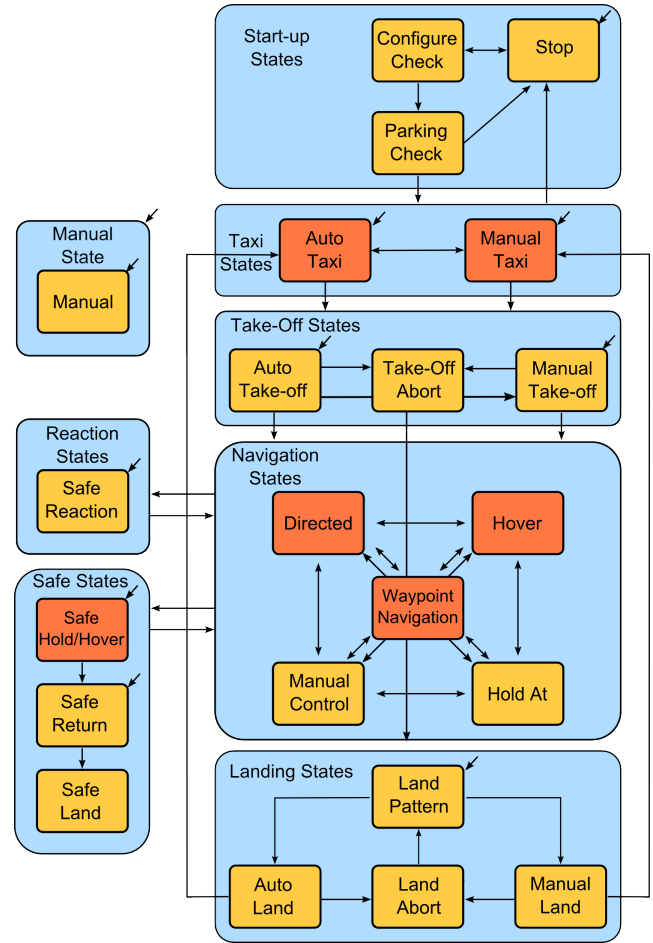 Start-up
States
Configure
Check
Stop
Parking
Check
Manual
State
Manual
Taxi
States
Auto
Taxi
Manual
Taxi
Take-Off States
Auto
Take-off
Take-Off
Abort
Manual
Take-off
Reaction
States
Safe
Reaction
Navigation
States
Directed
Hover
Waypoint
Navigation
Manual
Control
Hold At
Safe States
Safe
Hold/Hover
Safe
Return
Safe
Land
Landing States
Land
Pattern
Auto
Land
Land
Abort
Manual
Land